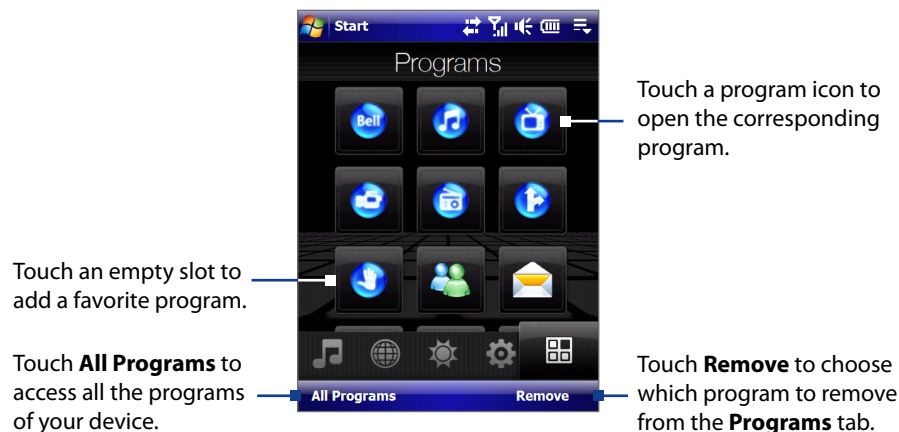 Start
Programs
Bell
Touch a program icon to
open the corresponding
program.
Touch an empty slot to
add a favorite program.
Touch All Programs to
access all the programs
of your device.
All Programs
Remove
Touch Remove to choose
which program to remove
from the Programs tab.